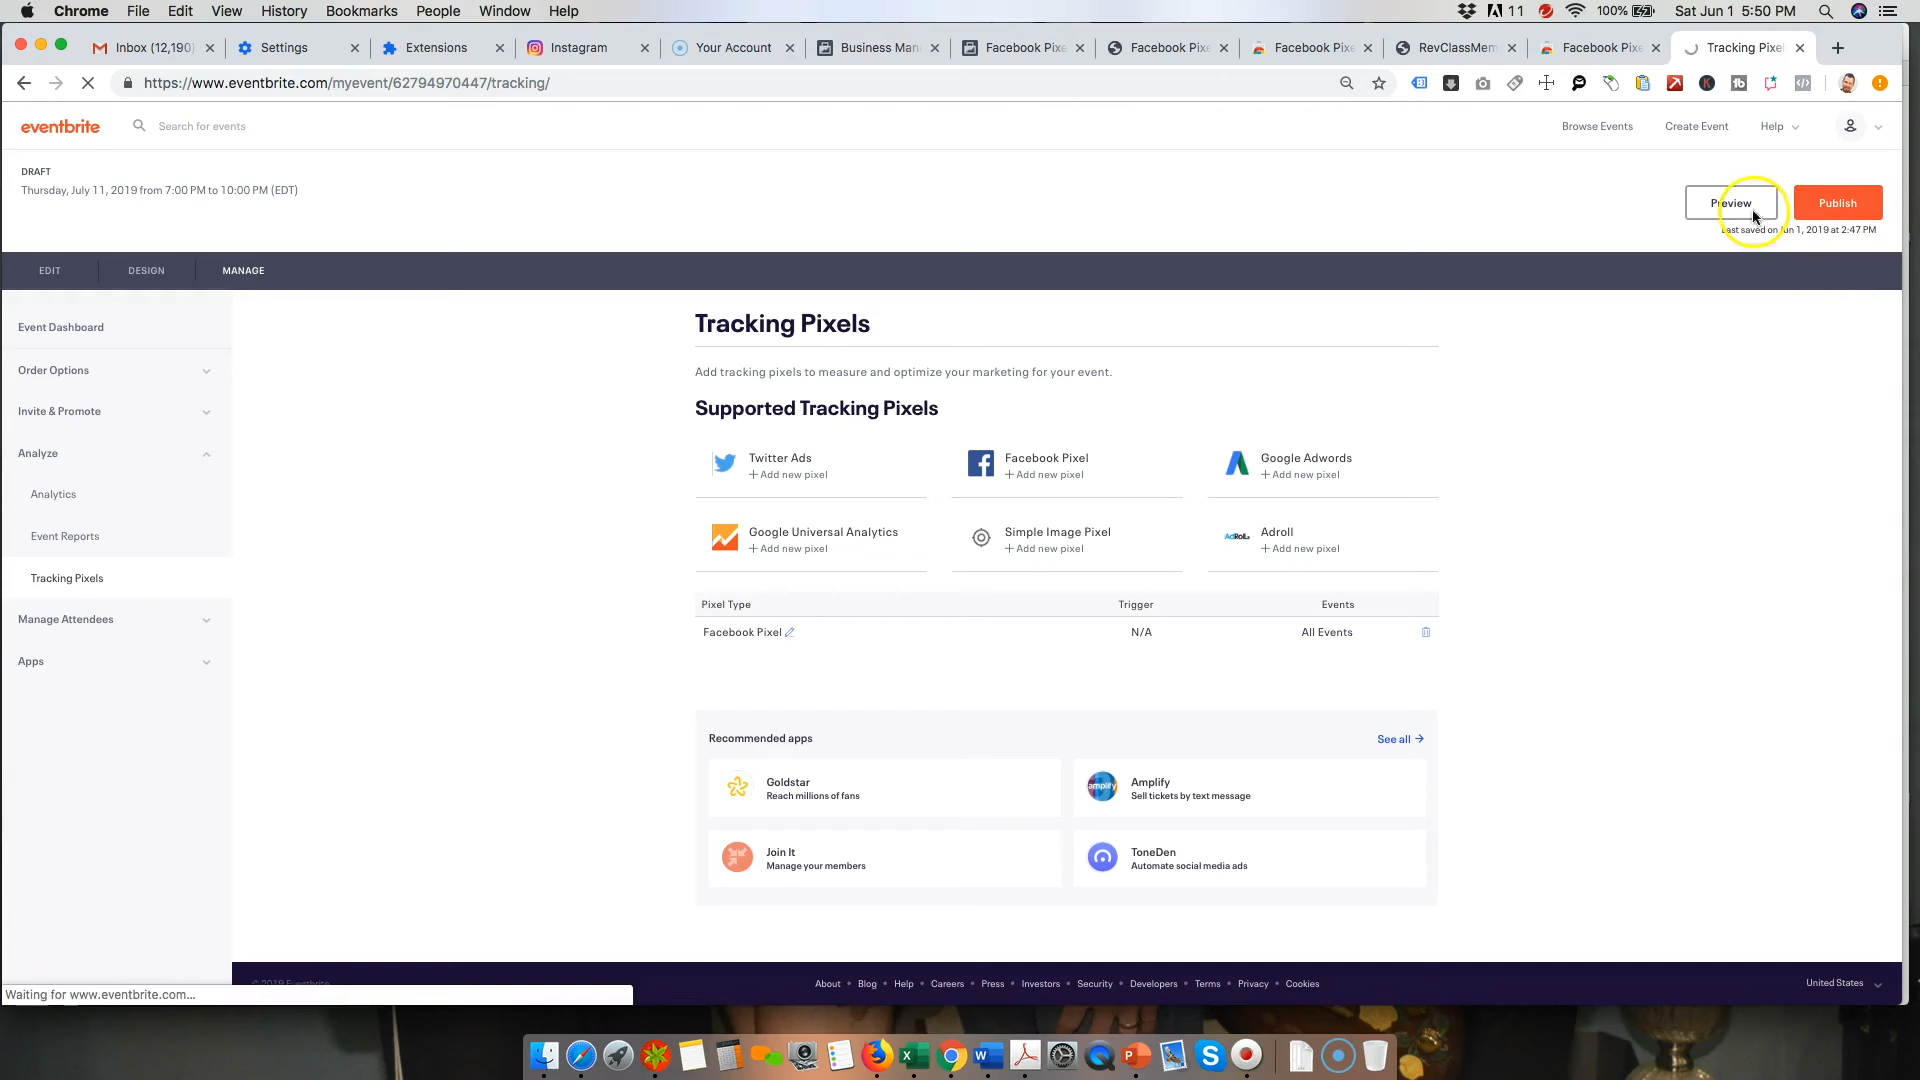 Chrome File Edit View History Bookmarks People Window Help 11 100% Sat Jun 1 5:50 PM
Inbox (12,190) Settings Extensions Instagram Your Account Business Man Facebook Pixe Facebook Pixe Facebook Pixe RevClassMem Facebook Pixe Tracking Pixel
https://www.eventbrite.com/myevent/62794970447/tracking/
eventbrite Search for events Browse Events Create Event Help
DRAFT
Thursday, July 11, 2019 from 7:00 PM to 10:00 PM (EDT)
Preview Publish
Last saved on Jun 1, 2019 at 2:47 PM
EDIT DESIGN MANAGE
Event Dashboard
Order Options
Invite & Promote
Analyze
Analytics
Event Reports
Tracking Pixels
Manage Attendees
Apps
Tracking Pixels
Add tracking pixels to measure and optimize your marketing for your event.
Supported Tracking Pixels
Twitter Ads Facebook Pixel Google Adwords
+ Add new pixel + Add new pixel + Add new pixel
Google Universal Analytics Simple Image Pixel AdRoll Adroll
+ Add new pixel + Add new pixel + Add new pixel
Pixel Type Trigger Events
Facebook Pixel N/A All Events
Recommended apps See all
Goldstar
Reach millions of fans
amplify Amplify
Sell tickets by text message
Join It
Manage your members
ToneDen
Automate social media ads
© 2019 Eventbrite
About • Blog • Help • Careers • Press • Investors • Security • Developers • Terms • Privacy • Cookies
United States
Waiting for www.eventbrite.com...